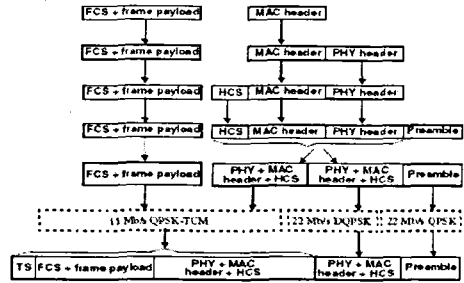 FCS + frame payload MAC header
FCS + frame payload MAC header PHY header
FCS + frame payload HCS MAC header PHY header
FCS + frame payload HCS MAC header PHY header Preamble
FCS + frame payload PHY + MAC header + HCS PHY + MAC header + HCS Preamble
11 Mb/s QPSK-TCM 22 Mb/s DQPSK 22 Mb/s QPSK
TS FCS + frame payload PHY + MAC header + HCS PHY + MAC header + HCS Preamble